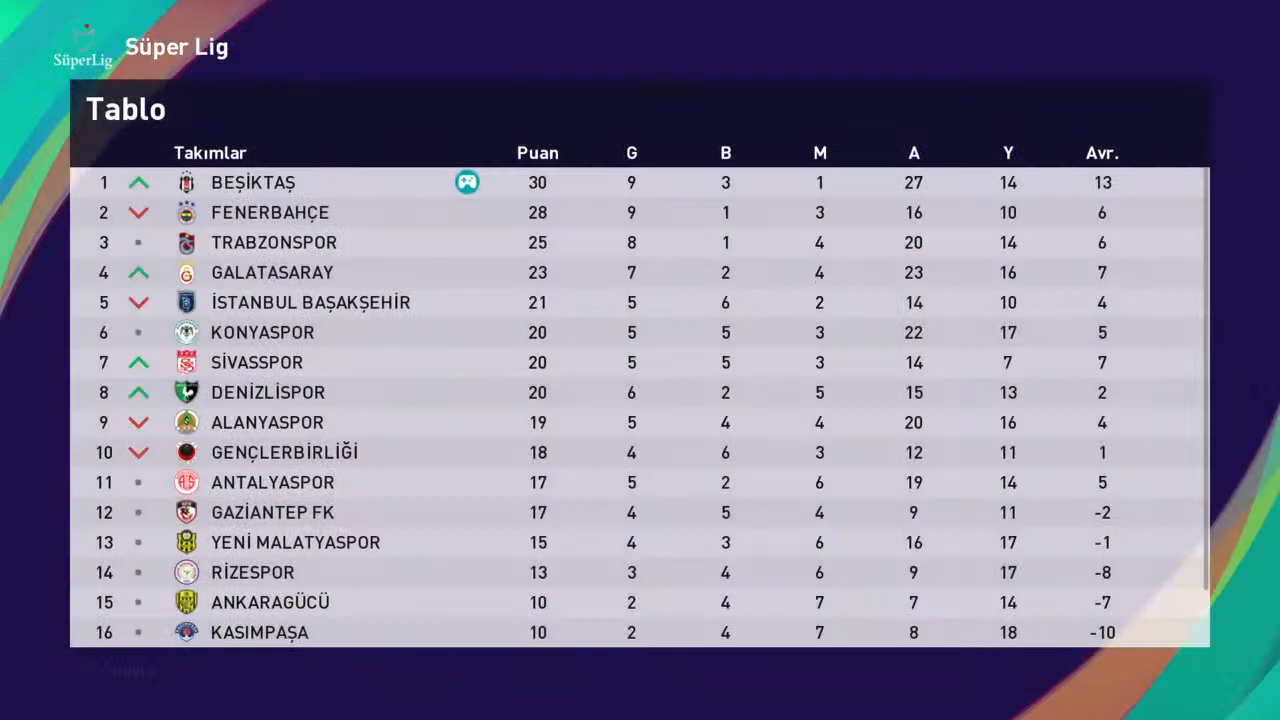 SüperLig
Süper Lig
Tablo
Takımlar Puan G B M A Y Avr.
1 BEŞİKTAŞ 30 9 3 1 27 14 13
2 FENERBAHÇE 28 9 1 3 16 10 6
3 TRABZONSPOR 25 8 1 4 20 14 6
4 GALATASARAY 23 7 2 4 23 16 7
5 İSTANBUL BAŞAKŞEHİR 21 5 6 2 14 10 4
6 KONYASPOR 20 5 5 3 22 17 5
7 SİVASSPOR 20 5 5 3 14 7 7
8 DENİZLİSPOR 20 6 2 5 15 13 2
9 ALANYASPOR 19 5 4 4 20 16 4
10 GENÇLERBİRLİĞİ 18 4 6 3 12 11 1
11 ANTALYASPOR 17 5 2 6 19 14 5
12 GAZİANTEP FK 17 4 5 4 9 11 -2
13 YENİ MALATYASPOR 15 4 3 6 16 17 -1
14 RİZESPOR 13 3 4 6 9 17 -8
15 ANKARAGÜCÜ 10 2 4 7 7 14 -7
16 KASIMPAŞA 10 2 4 7 8 18 -10